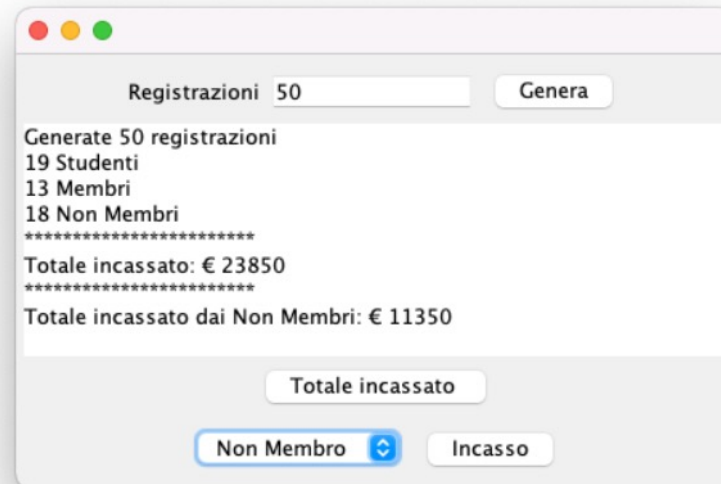 Registrazioni 50 Genera
Generate 50 registrazioni
19 Studenti
13 Membri
18 Non Membri
************************
Totale incassato: € 23850
************************
Totale incassato dai Non Membri: € 11350
Totale incassato
Non Membro Incasso